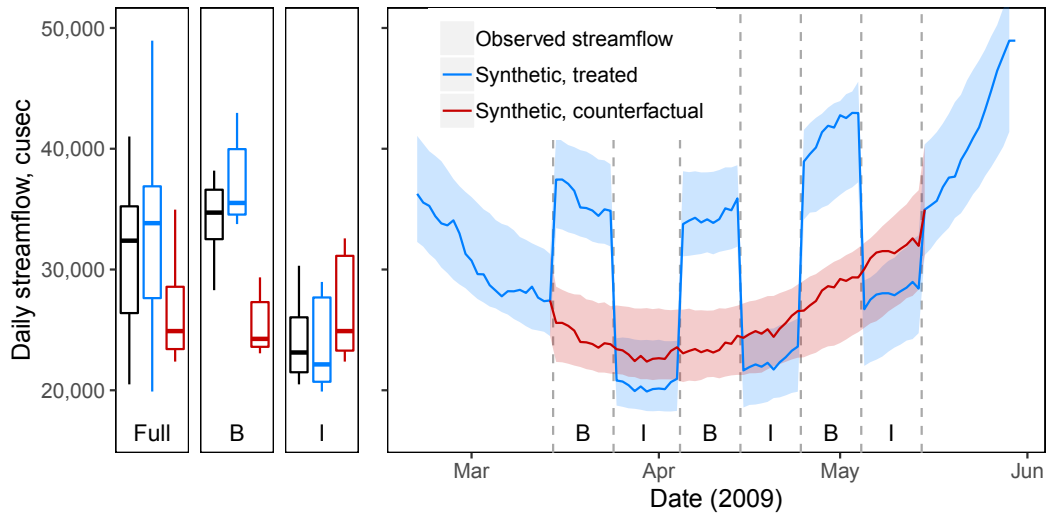 50,000
40,000
30,000
20,000
Daily streamflow, cusec
Full
B
I
Observed streamflow
Synthetic, treated
Synthetic, counterfactual
B I B I B I
Mar Apr May Jun
Date (2009)